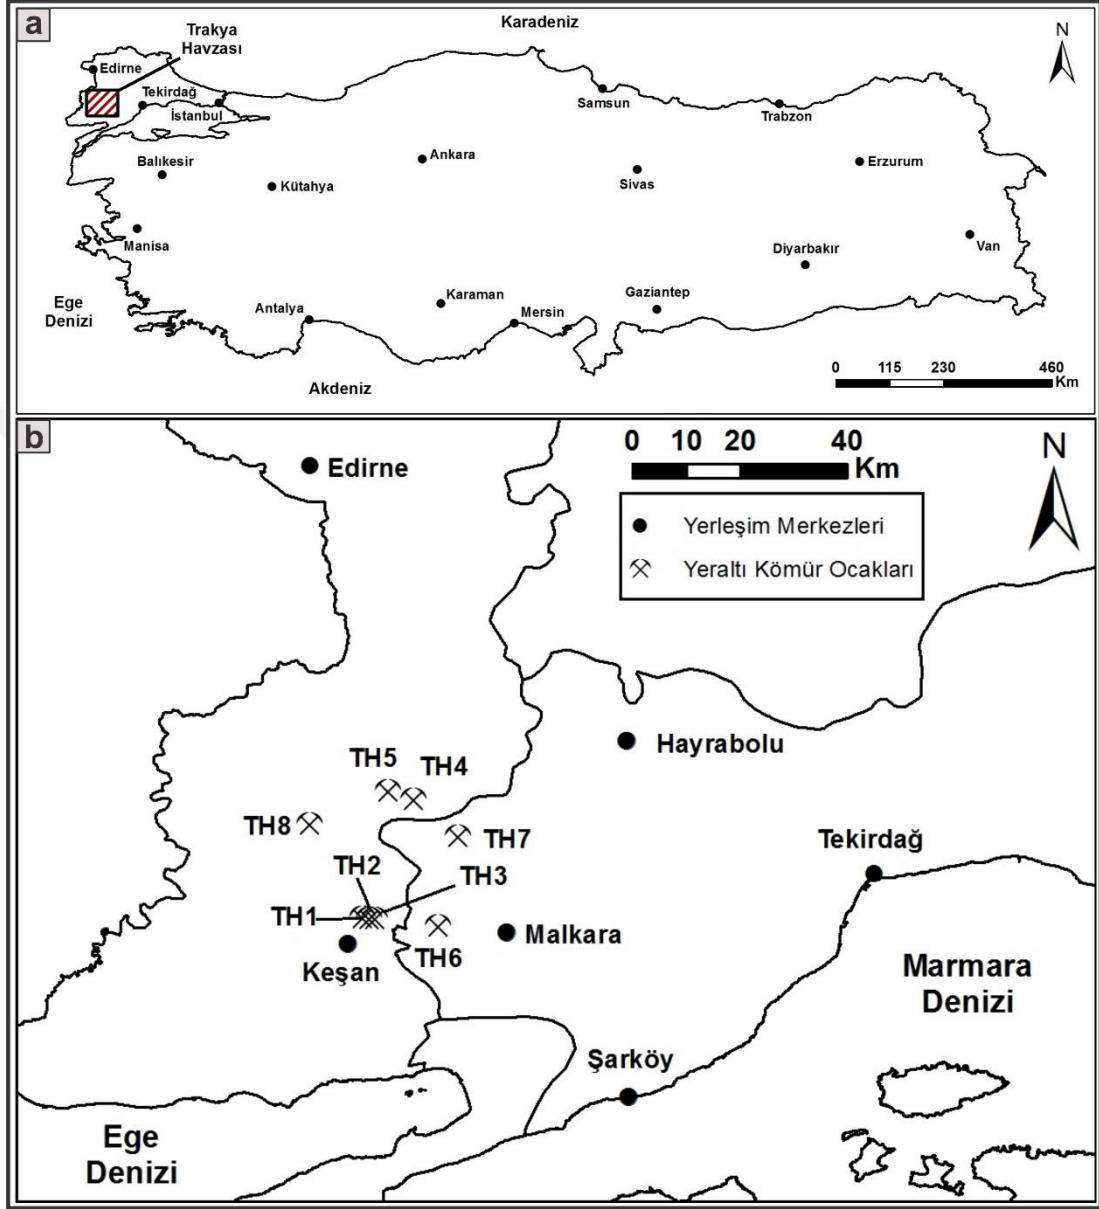 a
Karadeniz
N
Trakya
Havzası
Edirne
Tekirdağ
İstanbul
Samsun
Trabzon
Balıkesir
Ankara
Erzurum
Kütahya
Sivas
Manisa
Van
Diyarbakır
Ege
Denizi
Antalya
Karaman
Mersin
Gaziantep
Akdeniz
0 115 230 460
Km
b
Edirne
0 10 20 40
Km
N
Yerleşim Merkezleri
Yeraltı Kömür Ocakları
Hayrabolu
TH5
TH4
TH8
TH7
Tekirdağ
TH2
TH3
TH1
Malkara
Keşan
TH6
Marmara
Denizi
Şarköy
Ege
Denizi